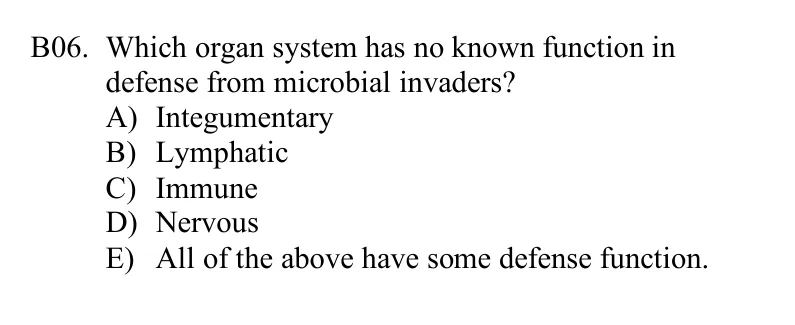 B06. Which organ system has no known function in
defense from microbial invaders?
A) Integumentary
B) Lymphatic
C) Immune
D) Nervous
E) All of the above have some defense function.